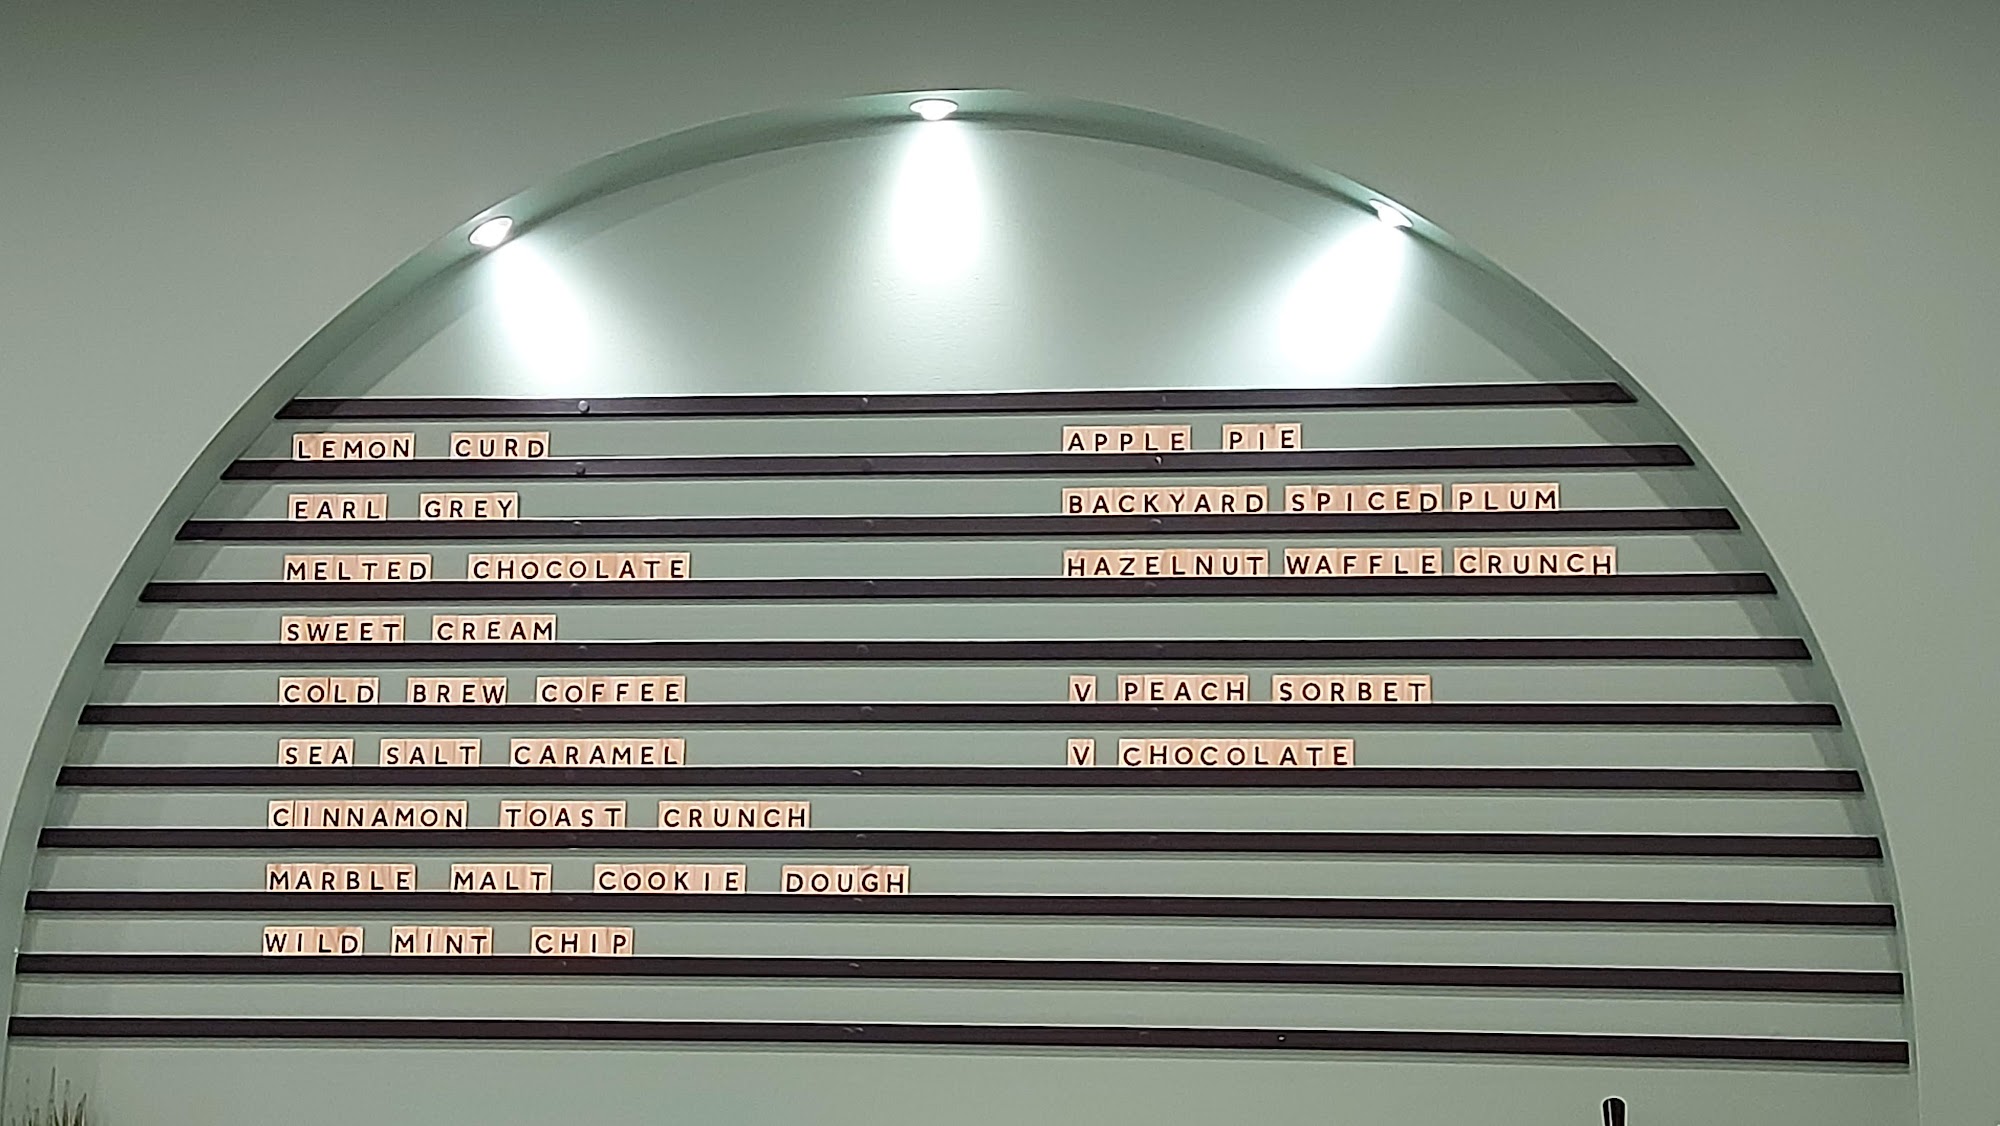 LEMON CURD
EARL GREY
MELTED CHOCOLATE
SWEET CREAM
COLD BREW COFFEE
SEA SALT CARAMEL
CINNAMON TOAST CRUNCH
MARBLE MALT COOKIE DOUGH
WILD MINT CHIP
APPLE PIE
BACKYARD SPICED PLUM
HAZELNUT WAFFLE CRUNCH
V PEACH SORBET
V CHOCOLATE